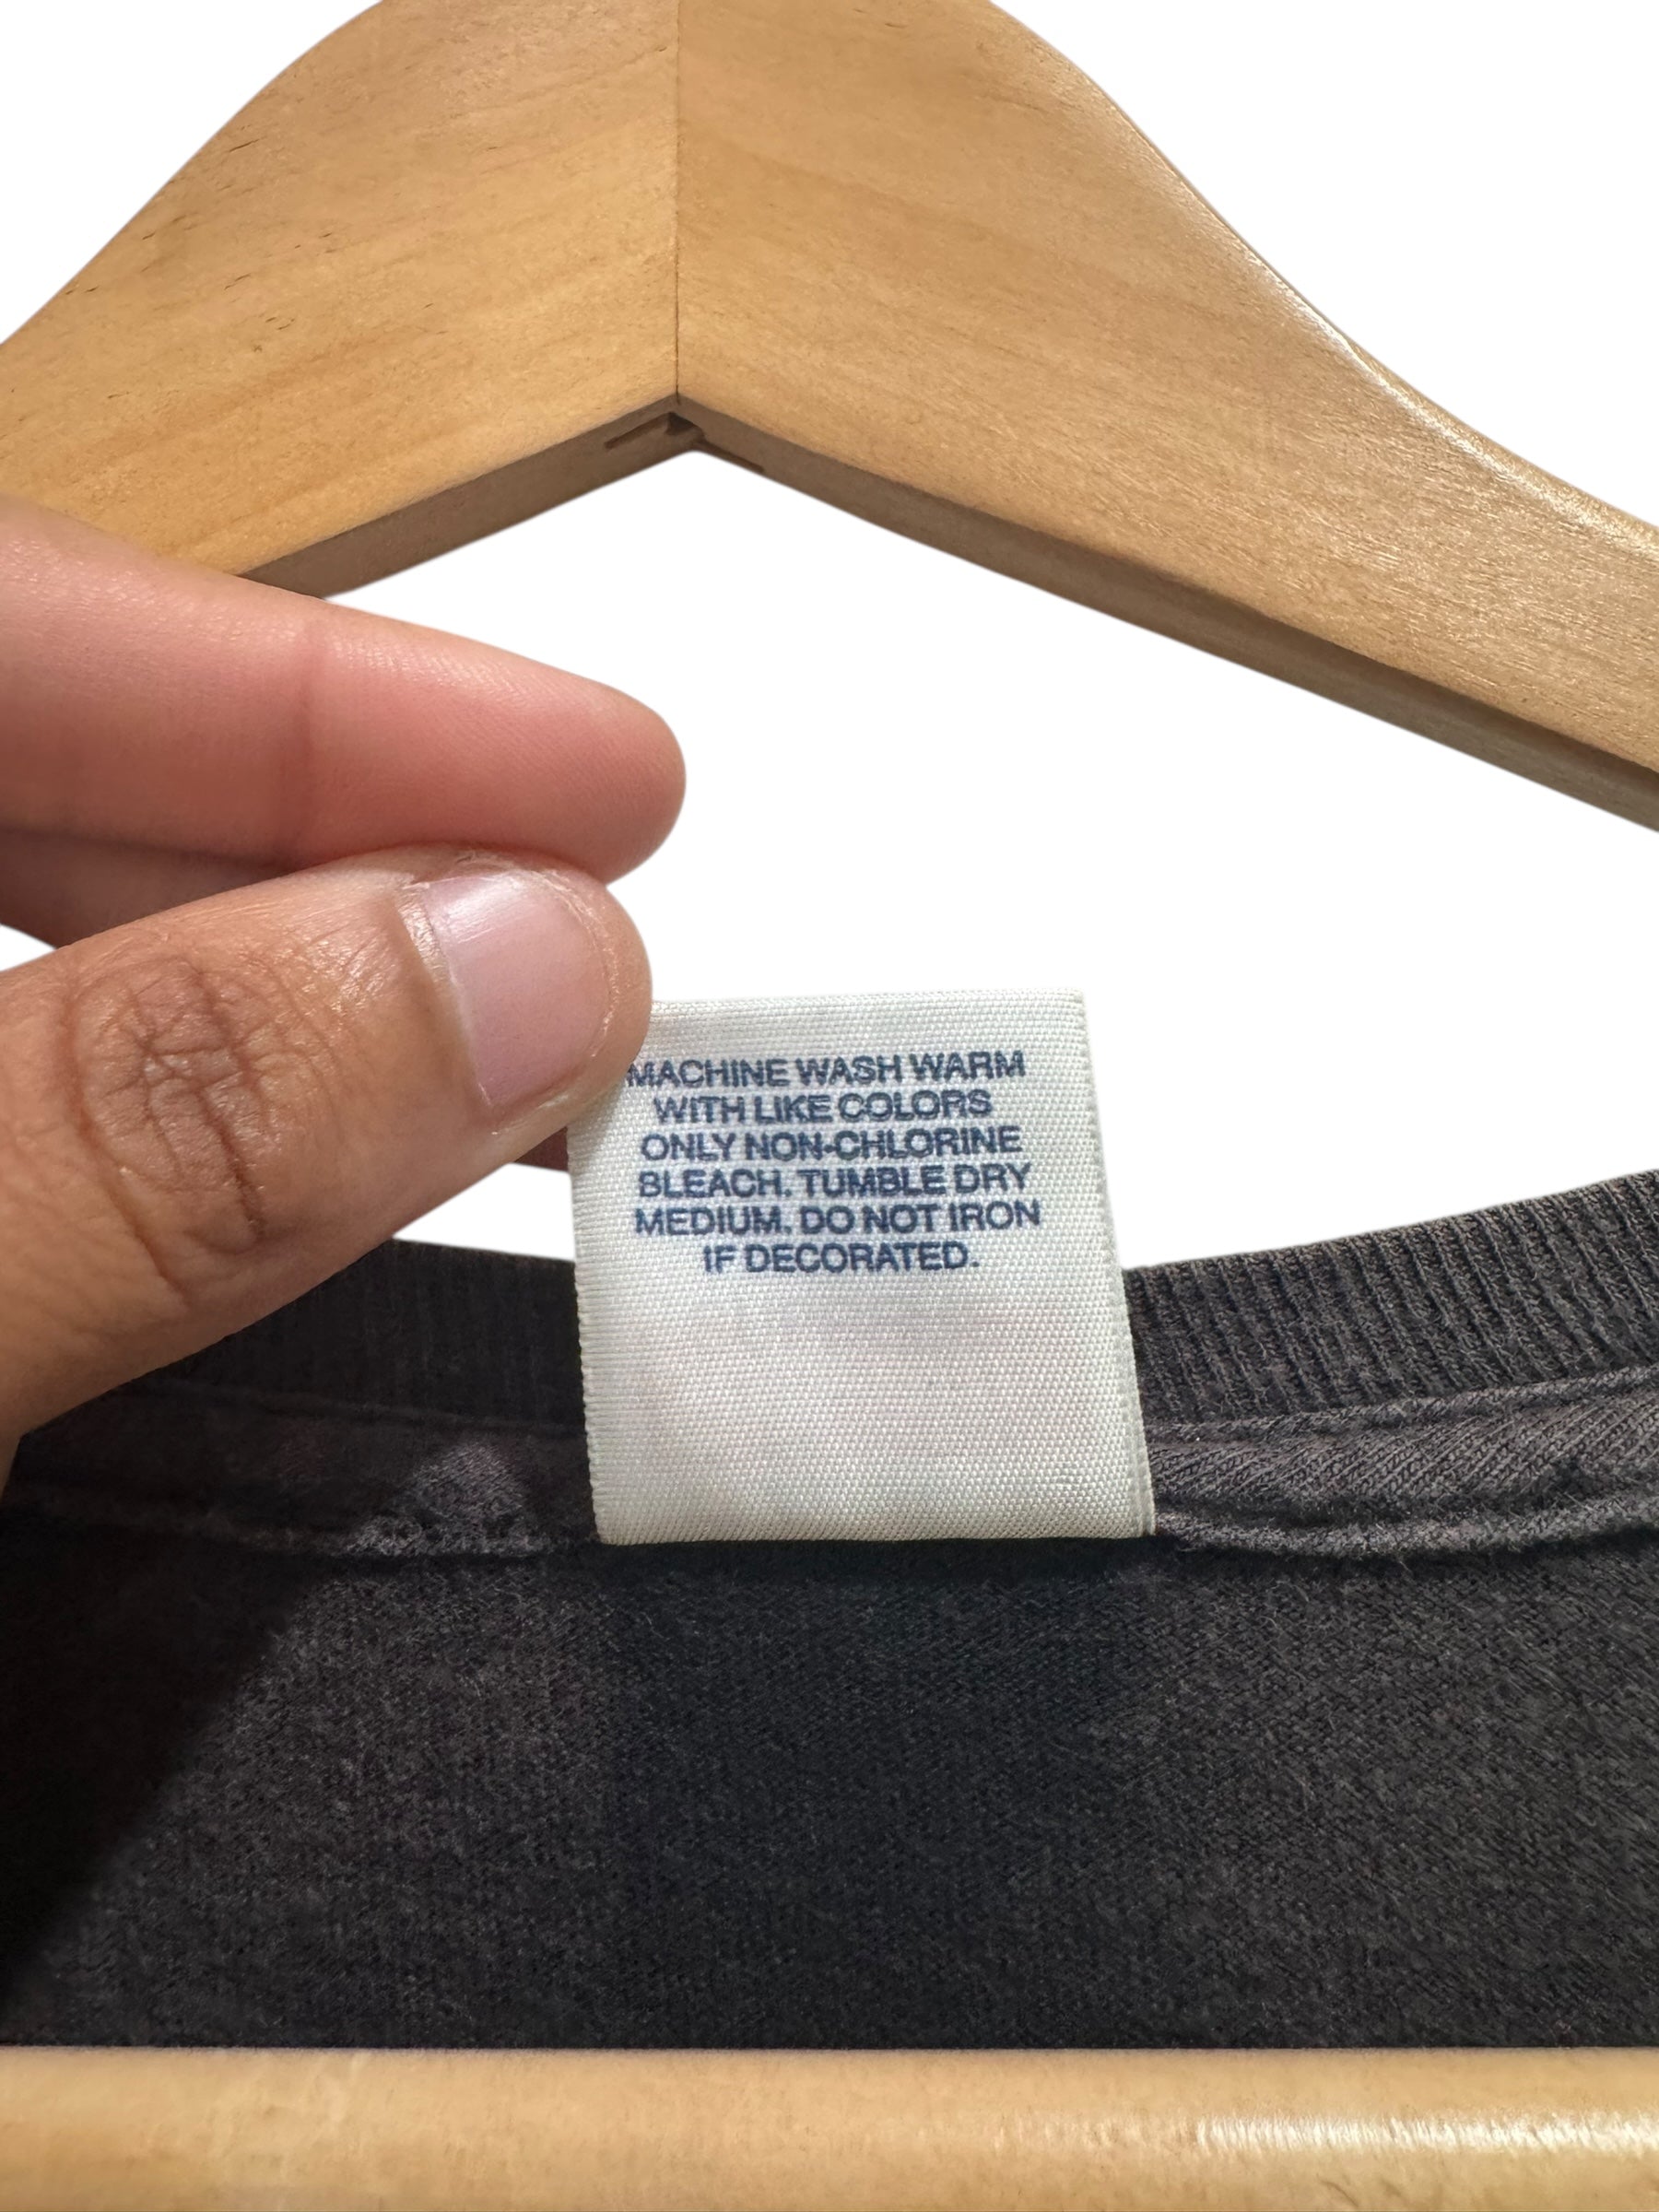 MACHINE WASH WARM
WITH LIKE COLORS
ONLY NON-CHLORINE
BLEACH. TUMBLE DRY
MEDIUM. DO NOT IRON
IF DECORATED.